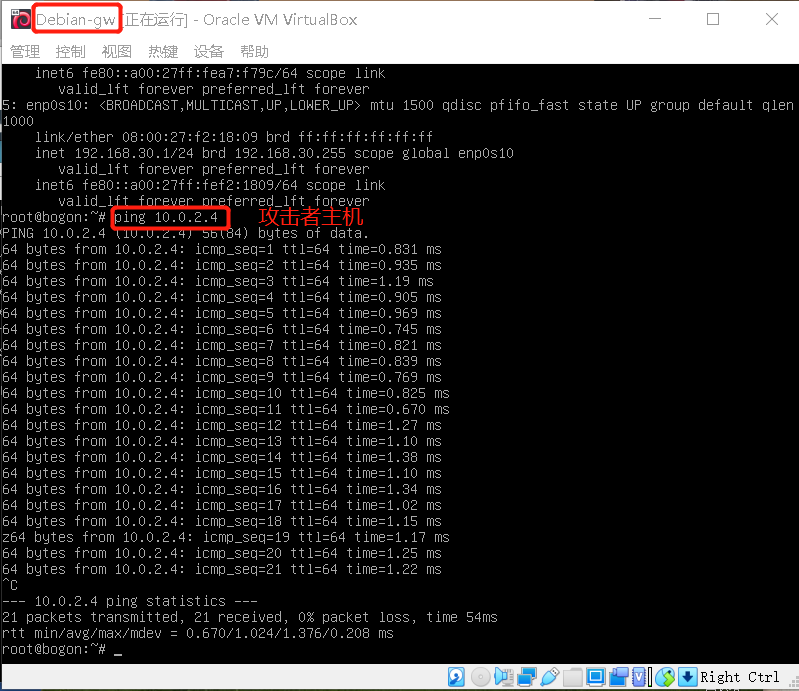 Debian-gw [正在运行] - Oracle VM VirtualBox
管理 控制 视图 热键 设备 帮助
    inet6 fe80::a00:27ff:fea7:f79c/64 scope link
       valid_lft forever preferred_lft forever
5: enp0s10: <BROADCAST,MULTICAST,UP,LOWER_UP> mtu 1500 qdisc pfifo_fast state UP group default qlen
1000
    link/ether 08:00:27:f2:18:09 brd ff:ff:ff:ff:ff:ff
    inet 192.168.30.1/24 brd 192.168.30.255 scope global enp0s10
       valid_lft forever preferred_lft forever
    inet6 fe80::a00:27ff:fef2:1809/64 scope link
       valid_lft forever preferred_lft forever
root@bogon:~# ping 10.0.2.4 攻击者主机
PING 10.0.2.4 (10.0.2.4) 56(84) bytes of data.
64 bytes from 10.0.2.4: icmp_seq=1 ttl=64 time=0.831 ms
64 bytes from 10.0.2.4: icmp_seq=2 ttl=64 time=0.935 ms
64 bytes from 10.0.2.4: icmp_seq=3 ttl=64 time=1.19 ms
64 bytes from 10.0.2.4: icmp_seq=4 ttl=64 time=0.905 ms
64 bytes from 10.0.2.4: icmp_seq=5 ttl=64 time=0.969 ms
64 bytes from 10.0.2.4: icmp_seq=6 ttl=64 time=0.745 ms
64 bytes from 10.0.2.4: icmp_seq=7 ttl=64 time=0.821 ms
64 bytes from 10.0.2.4: icmp_seq=8 ttl=64 time=0.839 ms
64 bytes from 10.0.2.4: icmp_seq=9 ttl=64 time=0.769 ms
64 bytes from 10.0.2.4: icmp_seq=10 ttl=64 time=0.825 ms
64 bytes from 10.0.2.4: icmp_seq=11 ttl=64 time=0.670 ms
64 bytes from 10.0.2.4: icmp_seq=12 ttl=64 time=1.27 ms
64 bytes from 10.0.2.4: icmp_seq=13 ttl=64 time=1.10 ms
64 bytes from 10.0.2.4: icmp_seq=14 ttl=64 time=1.38 ms
64 bytes from 10.0.2.4: icmp_seq=15 ttl=64 time=1.10 ms
64 bytes from 10.0.2.4: icmp_seq=16 ttl=64 time=1.34 ms
64 bytes from 10.0.2.4: icmp_seq=17 ttl=64 time=1.02 ms
64 bytes from 10.0.2.4: icmp_seq=18 ttl=64 time=1.15 ms
z64 bytes from 10.0.2.4: icmp_seq=19 ttl=64 time=1.17 ms
64 bytes from 10.0.2.4: icmp_seq=20 ttl=64 time=1.25 ms
64 bytes from 10.0.2.4: icmp_seq=21 ttl=64 time=1.22 ms
^C
--- 10.0.2.4 ping statistics ---
21 packets transmitted, 21 received, 0% packet loss, time 54ms
rtt min/avg/max/mdev = 0.670/1.024/1.376/0.208 ms
root@bogon:~# _
Right Ctrl